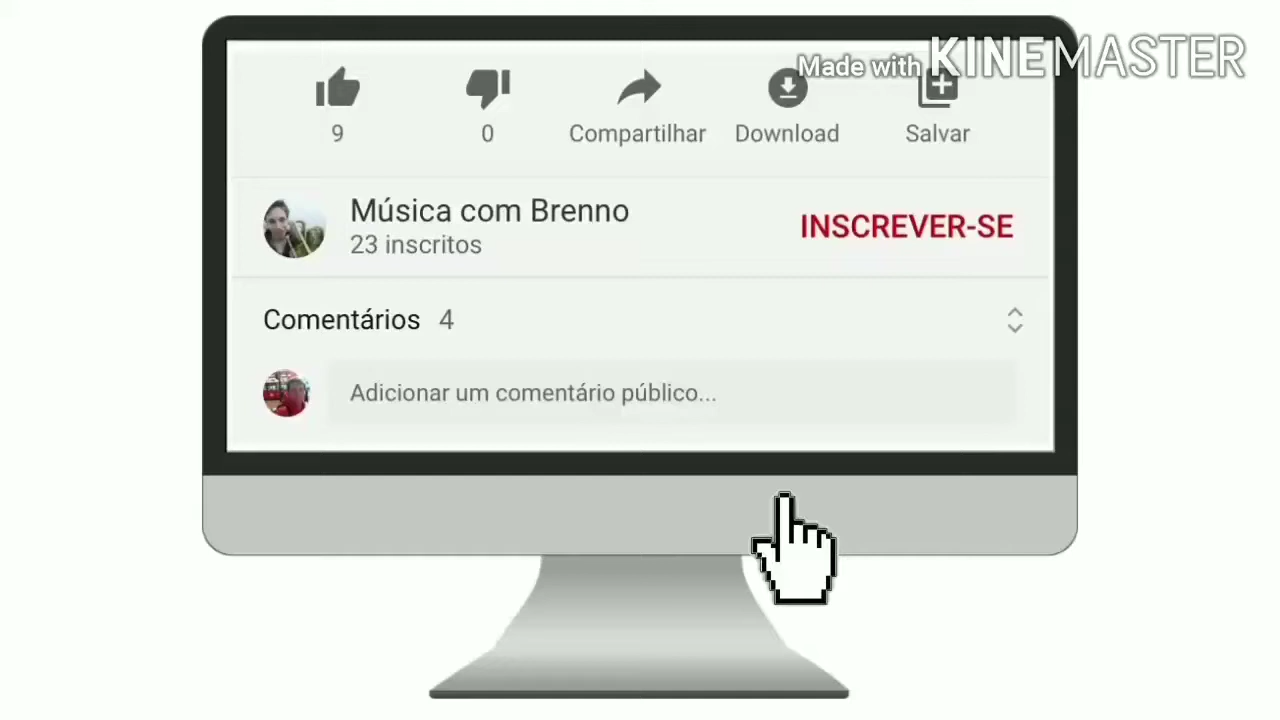 Made with KINEMASTER
9
0
Compartilhar
Download
Salvar
Música com Brenno
23 inscritos
INSCREVER-SE
Comentários 4
Adicionar um comentário público...